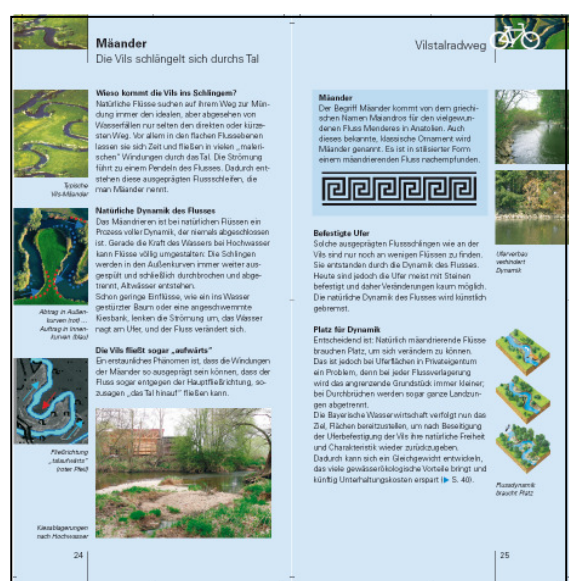 Mäander
Die Vils schlängelt sich durchs Tal
Wieso kommt die Vils ins Schlingern?
Natürliche Flüsse suchen auf ihrem Weg zur Mün-
dung immer den idealen, aber abgesehen von
Wasserfällen nur selten den direkten oder kürze-
sten Weg. Vor allem in den flachen Flussebenen
lassen sie sich Zeit und fließen in vielen „maleri-
schen" Windungen durch das Tal. Die Strömung
führt zu einem Pendeln des Flusses. Dadurch ent-
stehen diese ausgeprägten Flussschleifen, die
man Mäander nennt.
Typische
Vils-Mäander
Natürliche Dynamik des Flusses
Das Mäandrieren ist bei natürlichen Flüssen ein
Prozess voller Dynamik, der niemals abgeschlossen
ist. Gerade die Kraft des Wassers bei Hochwasser
kann Flüsse völlig umgestalten: Die Schlingen
werden in den Außenkurven immer weiter aus-
gespült und schließlich durchbrochen und abge-
trennt, Altwässer entstehen.
Schon geringe Einflüsse, wie ein ins Wasser
gestürzter Baum oder eine angeschwemmte
Kiesbank, lenken die Strömung um, das Wasser
nagt am Ufer, und der Fluss verändert sich.
Abtrag in Außen-
kurven (rot) ...
Auftrag in Innen-
kurven (blau)
Die Vils fließt sogar „aufwärts"
Ein erstaunliches Phänomen ist, dass die Windungen
der Mäander so ausgeprägt sein können, dass der
Fluss sogar entgegen der Hauptfließrichtung, so-
zusagen „das Tal hinauf" fließen kann.
Fließrichtung
„talaufwärts"
(roter Pfeil)
Kiesablagerungen
nach Hochwasser
24
Vilstalradweg
Mäander
Der Begriff Mäander kommt von dem griechi-
schen Namen Maiandros für den vielgewun-
denen Fluss Menderes in Anatolien. Auch
dieses bekannte, klassische Ornament wird
Mäander genannt. Es ist in stilisierter Form
einem mäandrierenden Fluss nachempfunden.
Befestigte Ufer
Solche ausgeprägten Flussschlingen wie an der
Vils sind nur noch an wenigen Flüssen zu finden.
Sie entstanden durch die Dynamik des Flusses.
Heute sind jedoch die Ufer meist mit Steinen
befestigt und daher Veränderungen kaum möglich.
Die natürliche Dynamik des Flusses wird künstlich
gebremst.
Uferverbau
verhindert
Dynamik
Platz für Dynamik
Entscheidend ist: Natürlich mäandrierende Flüsse
brauchen Platz, um sich verändern zu können.
Das ist jedoch bei Uferflächen in Privateigentum
ein Problem, denn bei jeder Flussverlagerung
wird das angrenzende Grundstück immer kleiner;
bei Durchbrüchen werden sogar ganze Landzun-
gen abgetrennt.
Die Bayerische Wasserwirtschaft verfolgt nun das
Ziel, Flächen bereitzustellen, um nach Beseitigung
der Uferbefestigung der Vils ihre natürliche Freiheit
und Charakteristik wieder zurückzugeben.
Dadurch kann sich ein Gleichgewicht entwickeln,
das viele gewässerökologische Vorteile bringt und
künftig Unterhaltungskosten erspart (▶ S. 40).
Flussdynamik
braucht Platz
25